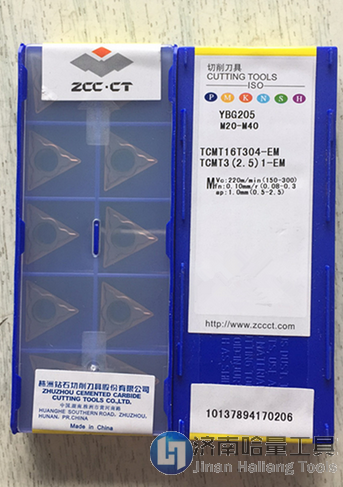 ZCC·CT
株洲钻石切削刀具股份有限公司
ZHUZHOU CEMENTED CARBIDE
CUTTING TOOLS CO.,LTD.
HUANGHE SOUTHERN ROAD, ZHUZHOU,
HUNAN. PR.CHINA
Made in China
切削刀具
CUTTING TOOLS
ISO
P M K N S H
YBG205
M20-M40
TCMT16T304-EM
TCMT3(2.5)1-EM
M Vc: 220m/min(150-300)
fn: 0.10mm/r(0.08-0.3
ap: 1.0mm(0.5-2.5)
http://www.zccct.com
10137894170206
济南哈量工具
Jinan Hailiang Tools